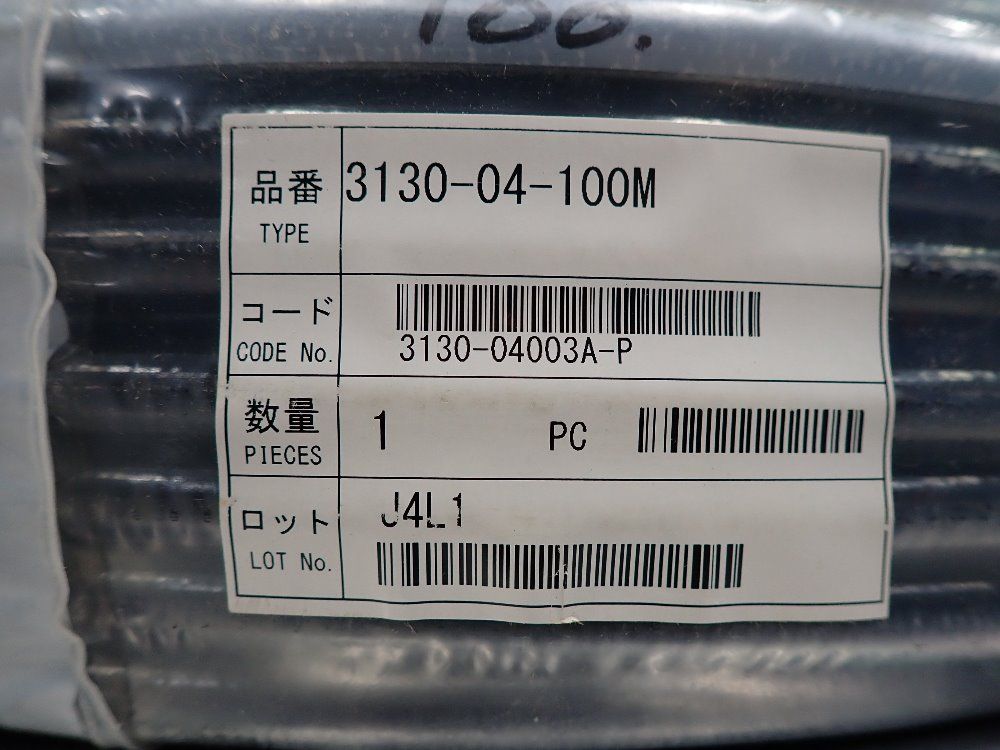 100.
品番 3130-04-100M
TYPE
コード
CODE No. 3130-04003A-P
数量 1 PC
PIECES
ロット J4L1
LOT No.